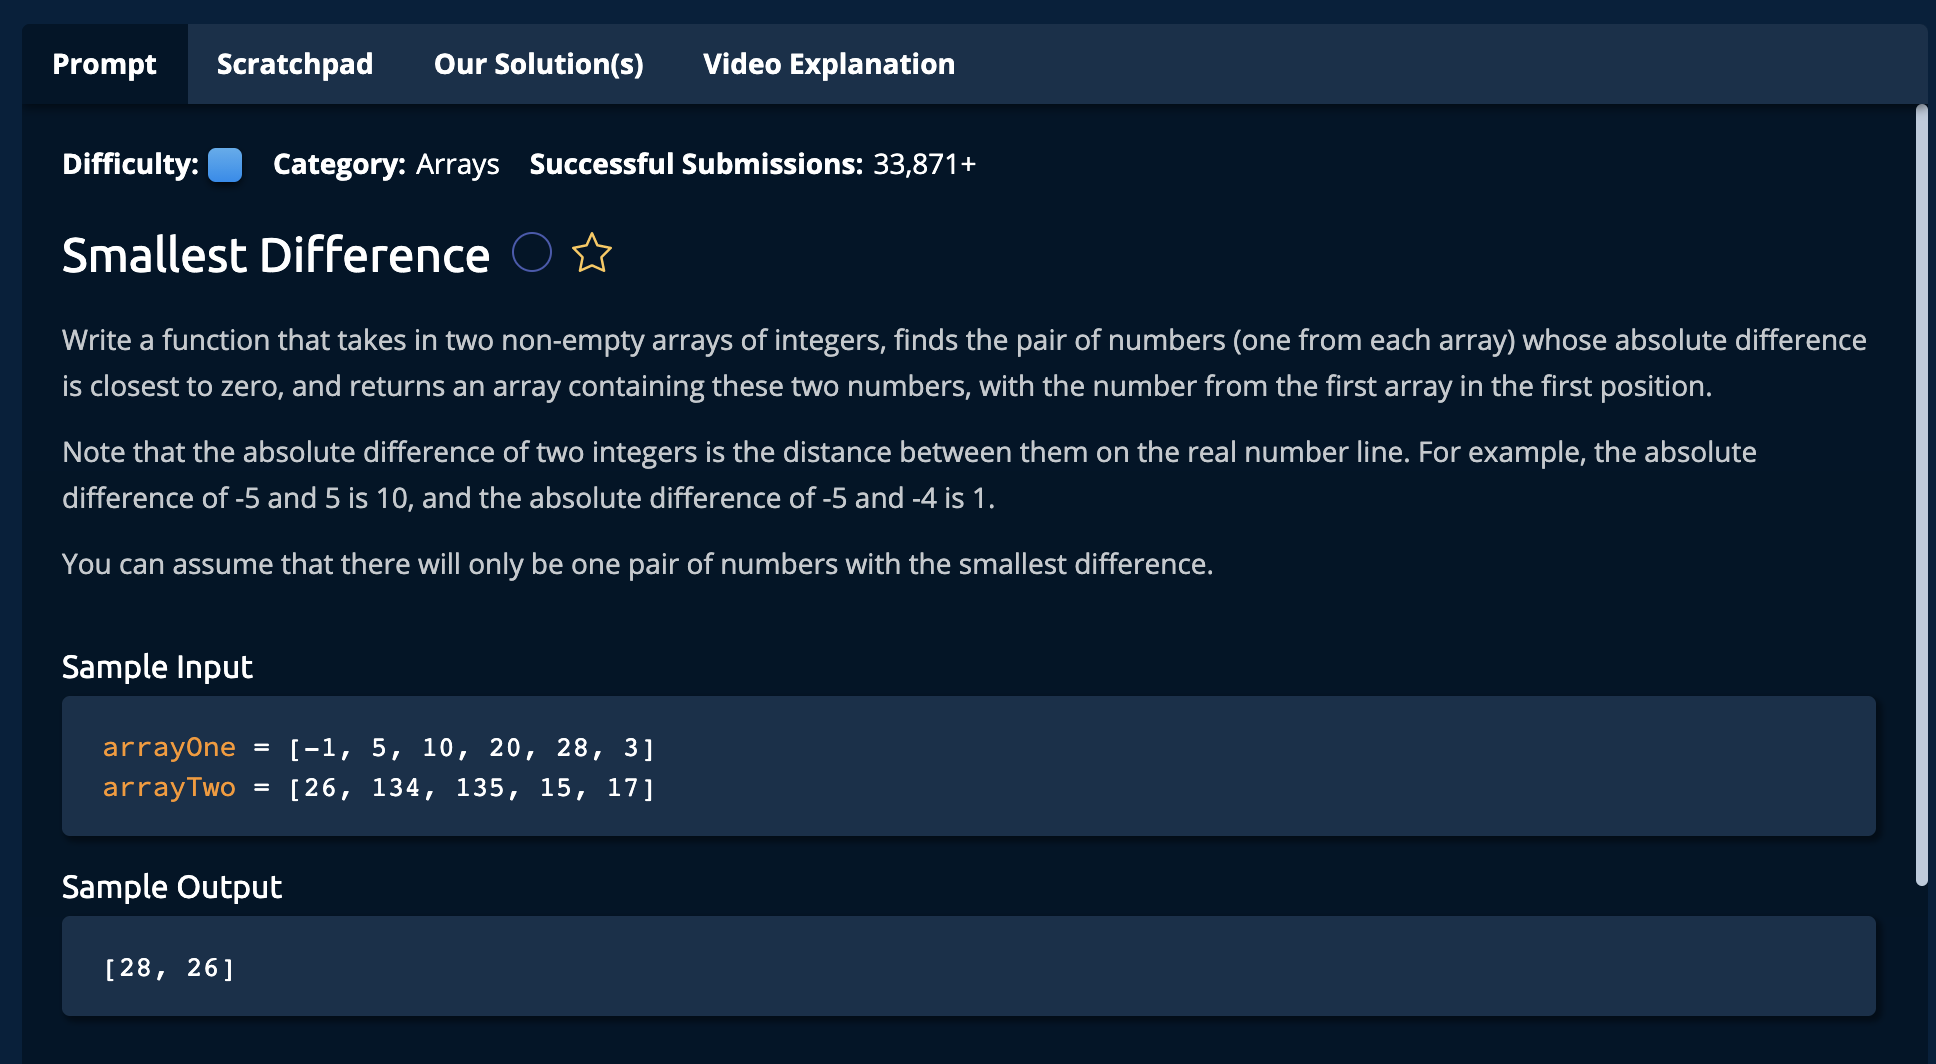 Prompt Scratchpad Our Solution(s) Video Explanation
Difficulty: Category: Arrays Successful Submissions: 33,871+
Smallest Difference
Write a function that takes in two non-empty arrays of integers, finds the pair of numbers (one from each array) whose absolute difference
is closest to zero, and returns an array containing these two numbers, with the number from the first array in the first position.
Note that the absolute difference of two integers is the distance between them on the real number line. For example, the absolute
difference of -5 and 5 is 10, and the absolute difference of -5 and -4 is 1.
You can assume that there will only be one pair of numbers with the smallest difference.
Sample Input
arrayOne = [-1, 5, 10, 20, 28, 3]
arrayTwo = [26, 134, 135, 15, 17]
Sample Output
[28, 26]